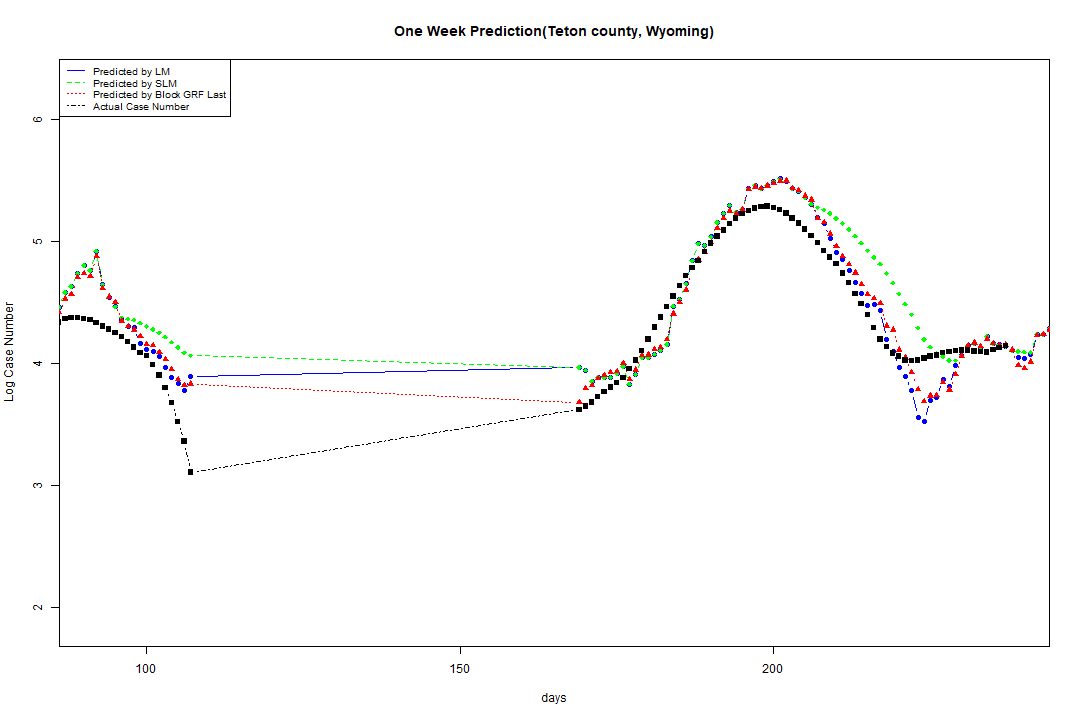 One Week Prediction(Teton county, Wyoming)
Predicted by LM
Predicted by SLM
Predicted by Block GRF Last
Actual Case Number
6
5
4
3
2
Log Case Number
100 150 200
days